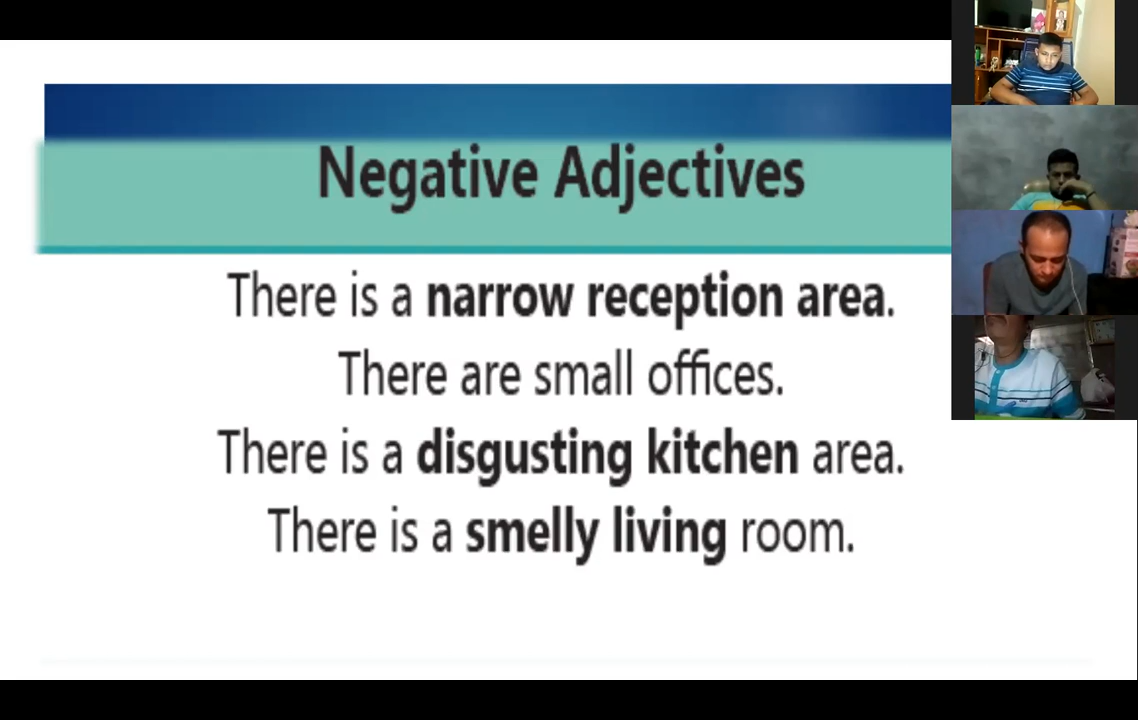 Negative Adjectives
There is a narrow reception area.
There are small offices.
There is a disgusting kitchen area.
There is a smelly living room.